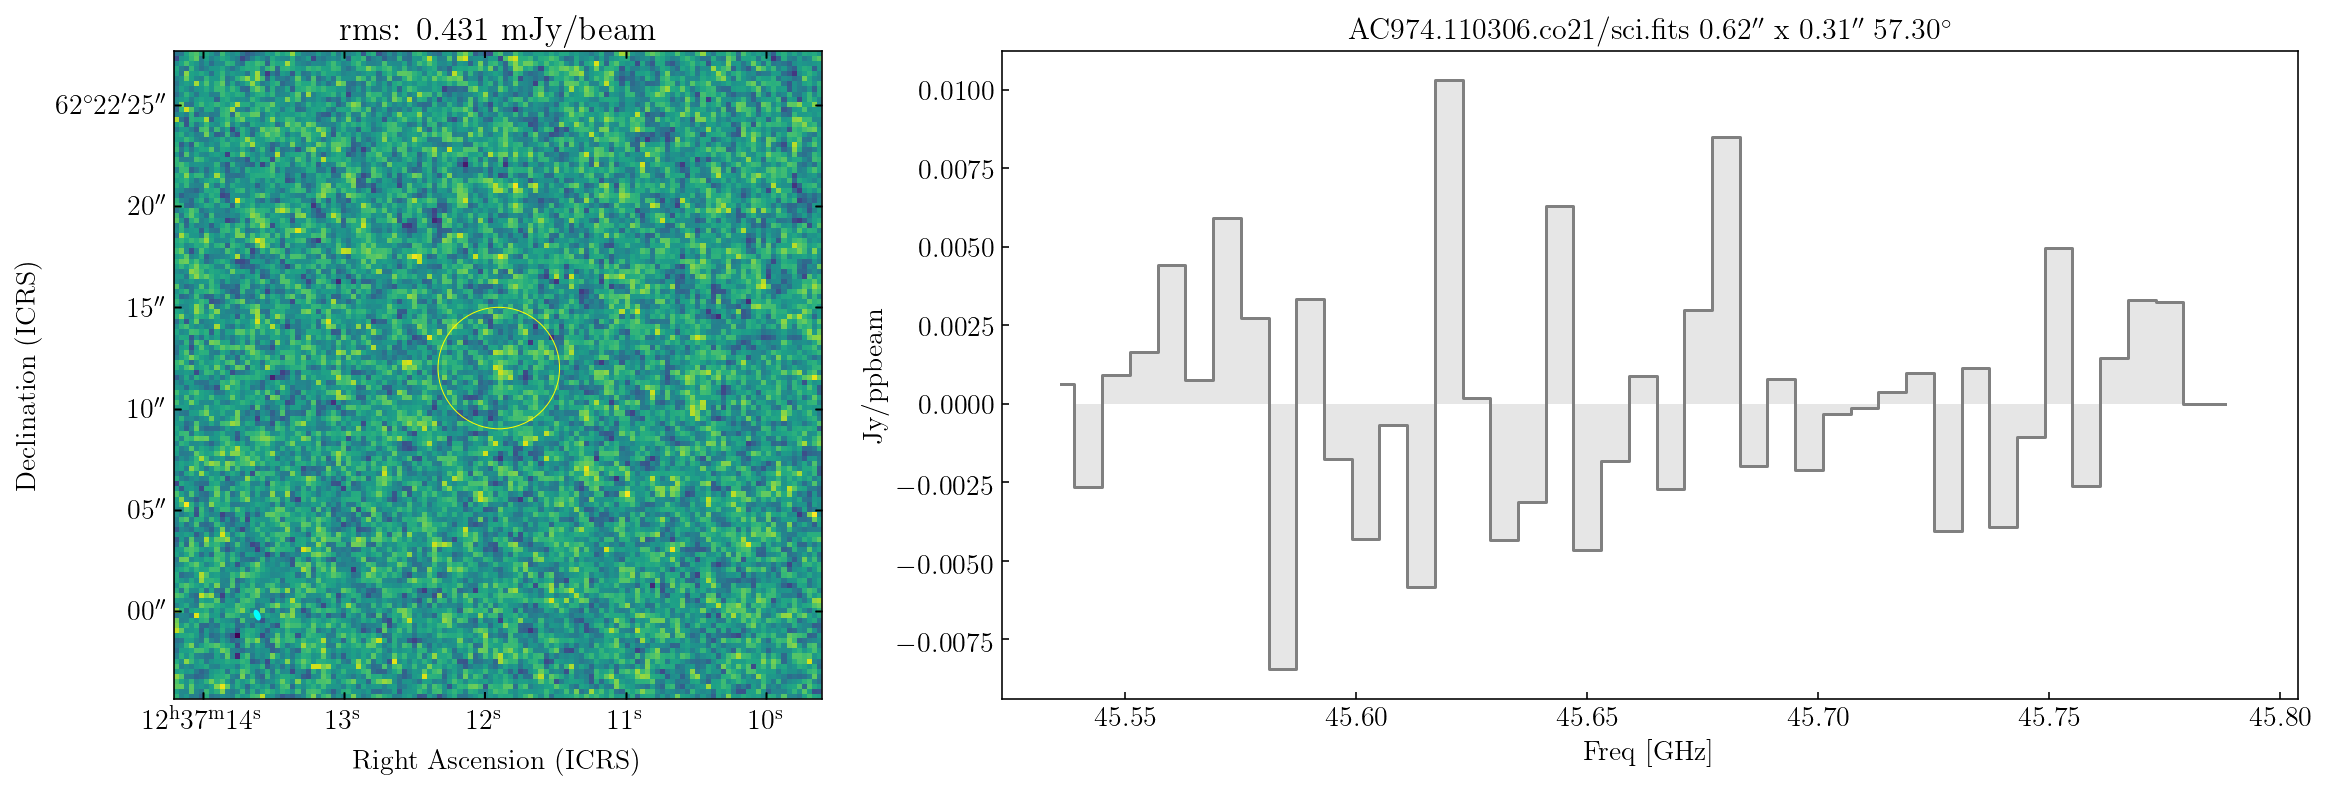 rms: 0.431 mJy/beam
62°22′25″
20″
15″
10″
05″
00″
12ʰ37ᵐ14ˢ 13ˢ 12ˢ 11ˢ 10ˢ
Right Ascension (ICRS)
Declination (ICRS)
AC974.110306.co21/sci.fits 0.62″ x 0.31″ 57.30°
0.0100
0.0075
0.0050
0.0025
0.0000
−0.0025
−0.0050
−0.0075
45.55 45.60 45.65 45.70 45.75 45.80
Freq [GHz]
Jy/ppbeam